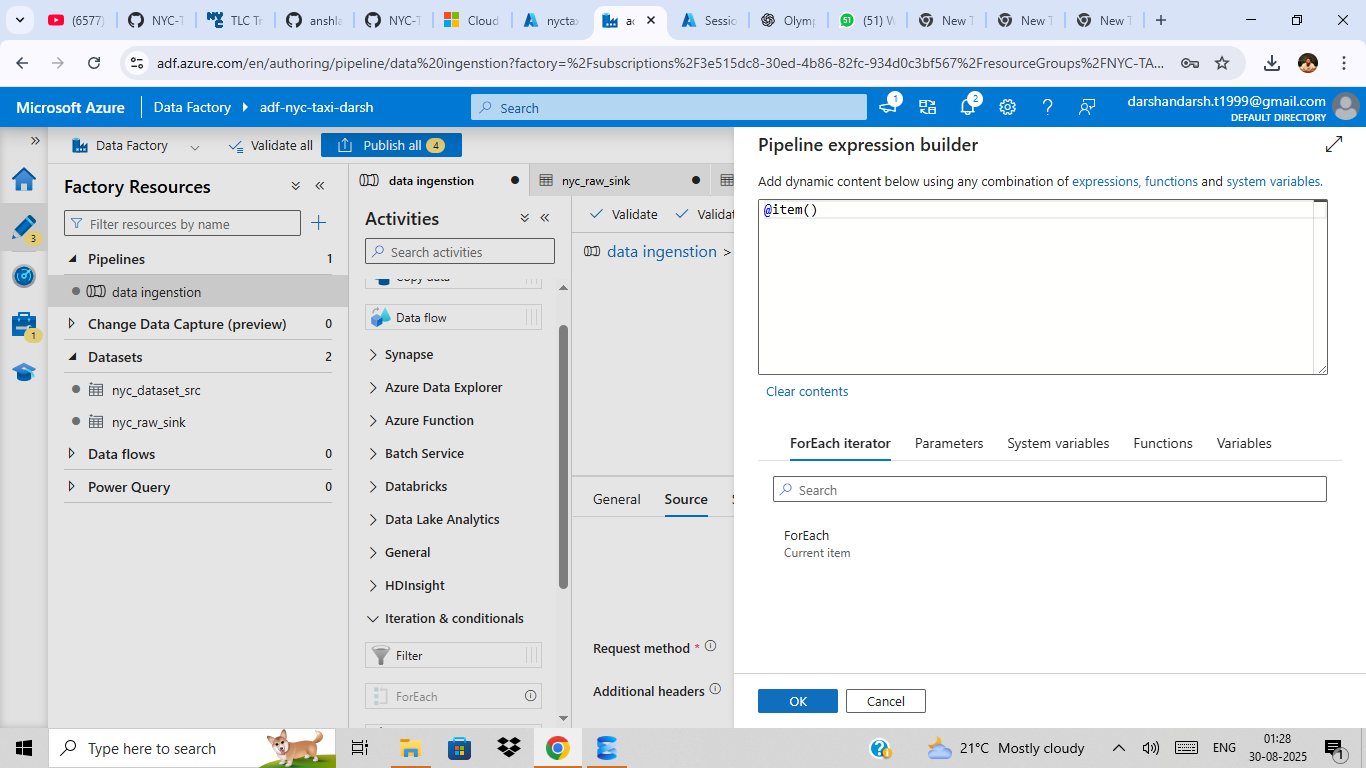 (6577)
NYC-T
TLC Tr
anshla
NYC-T
Cloud
nycta
ad
Sessio
Olymp
(51) W
New T
New T
New T
adf.azure.com/en/authoring/pipeline/data%20ingenstion?factory=%2Fsubscriptions%2F3e515dc8-30ed-4b86-82fc-934d0c3bf567%2FresourceGroups%2FNYC-TA...
Microsoft Azure
Data Factory
adf-nyc-taxi-darsh
Search
1
2
darshandarsh.t1999@gmail.com
DEFAULT DIRECTORY
Data Factory
Validate all
Publish all 4
3
1
Factory Resources
Filter resources by name
Pipelines 1
data ingenstion
Change Data Capture (preview) 0
Datasets 2
nyc_dataset_src
nyc_raw_sink
Data flows 0
Power Query 0
data ingenstion
nyc_raw_sink
Activities
Search activities
Copy data
Data flow
Synapse
Azure Data Explorer
Azure Function
Batch Service
Databricks
Data Lake Analytics
General
HDInsight
Iteration & conditionals
Filter
ForEach
Validate
Validat
data ingenstion >
General
Source
Request method *
Additional headers
Pipeline expression builder
Add dynamic content below using any combination of expressions, functions and system variables.
@item()
Clear contents
ForEach iterator
Parameters
System variables
Functions
Variables
Search
ForEach
Current item
OK
Cancel
Type here to search
21°C Mostly cloudy
ENG
01:28
30-08-2025
1